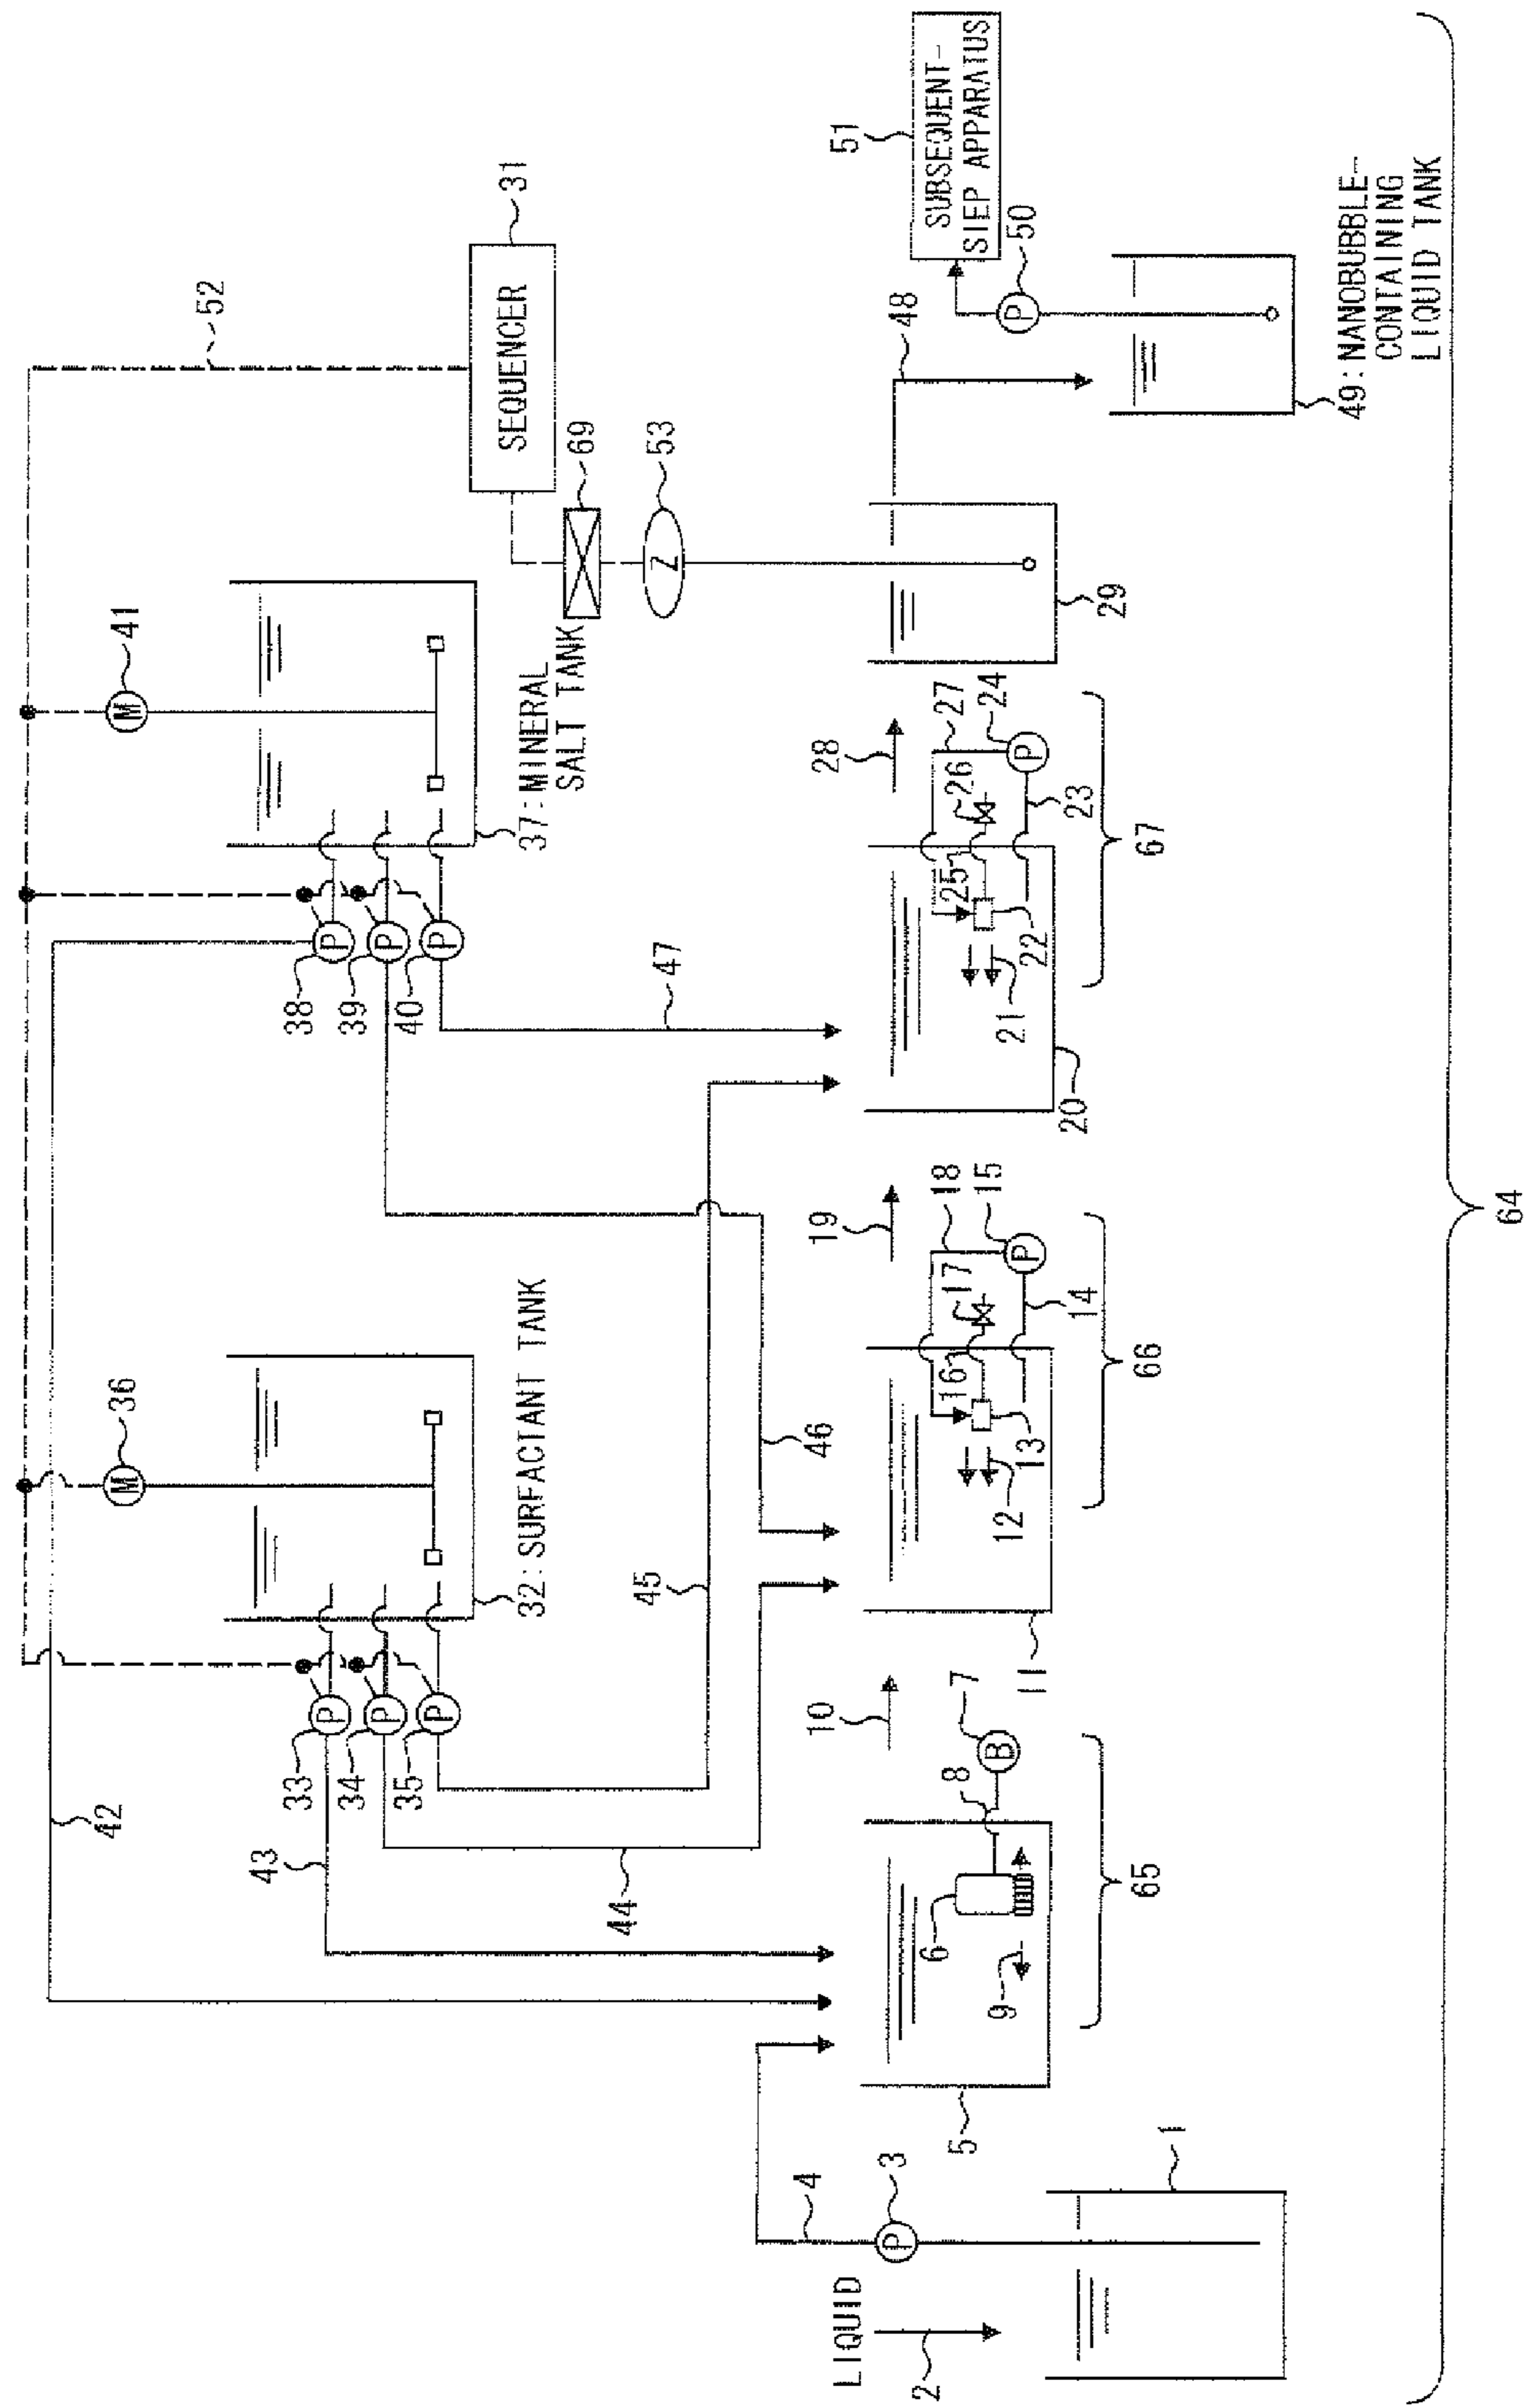 52
41
36
42
31
SEQUENCER
38
39
40
33
34
35
43
37:MINERAL
SALT TANK
32:SURFACTANT TANK
69
53
Z
M
M
P
P
P
P
P
P
47
46
45
44
51
SUBSEQUENT-
SIEP APPARATUS
50
P
48
LIQUID
2
4
3
P
1
5
6
7
B
8
9
10
65
11
12
13
14
15
P
16
17
18
19
66
20
21
22
23
24
P
25
26
27
28
67
29
49:NANOBUBBLE-
CONTAINING
LIQUID TANK
64